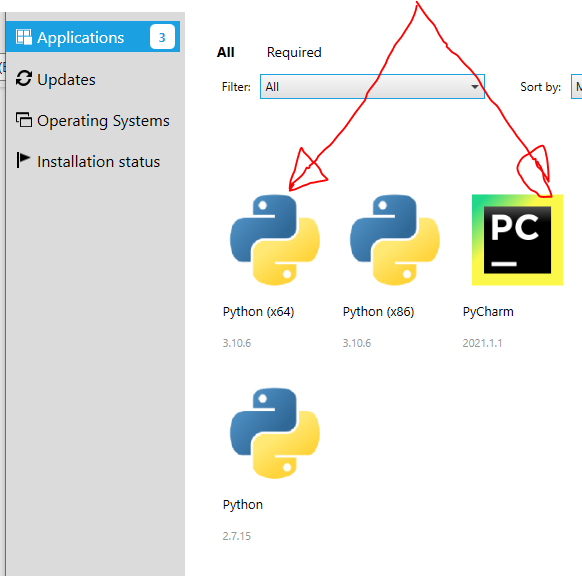 Applications 3
Updates
Operating Systems
Installation status
All Required
Filter: All Sort by:
PC
Python (x64) Python (x86) PyCharm
3.10.6 3.10.6 2021.1.1
Python
2.7.15